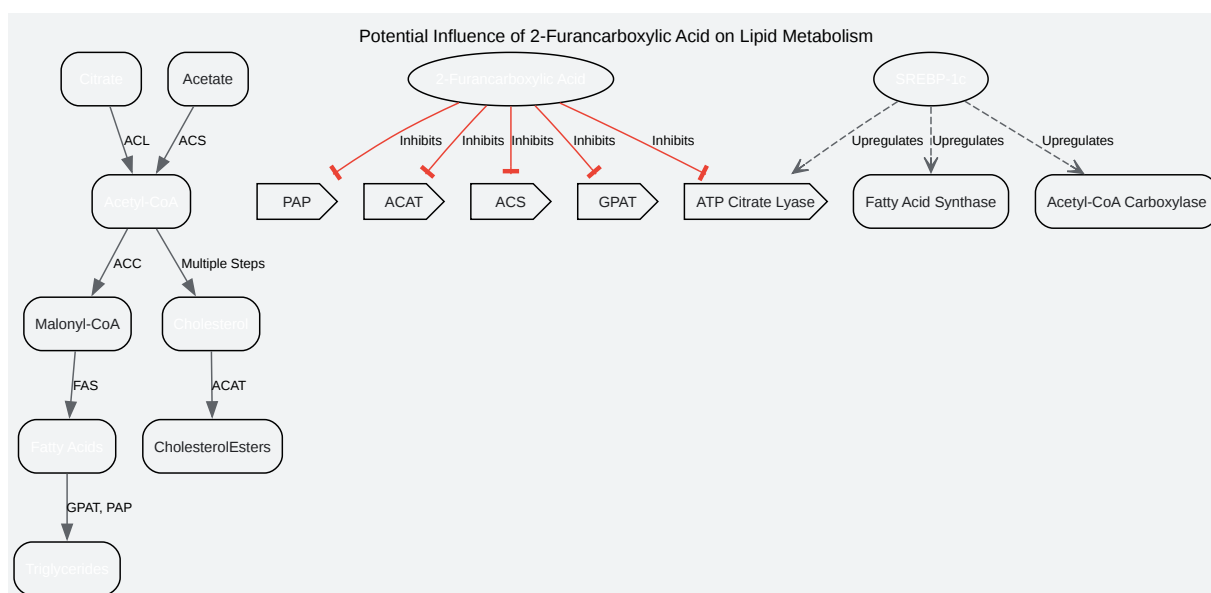 Potential Influence of 2-Furancarboxylic Acid on Lipid Metabolism
Citrate
Acetate
2-Furancarboxylic Acid
SREBP-1c
ACL
ACS
Inhibits
Inhibits
Inhibits
Inhibits
Inhibits
Upregulates
Upregulates
Upregulates
Acetyl-CoA
PAP
ACAT
ACS
GPAT
ATP Citrate Lyase
Fatty Acid Synthase
Acetyl-CoA Carboxylase
ACC
Multiple Steps
Malonyl-CoA
Cholesterol
FAS
ACAT
Fatty Acids
CholesterolEsters
GPAT, PAP
Triglycerides